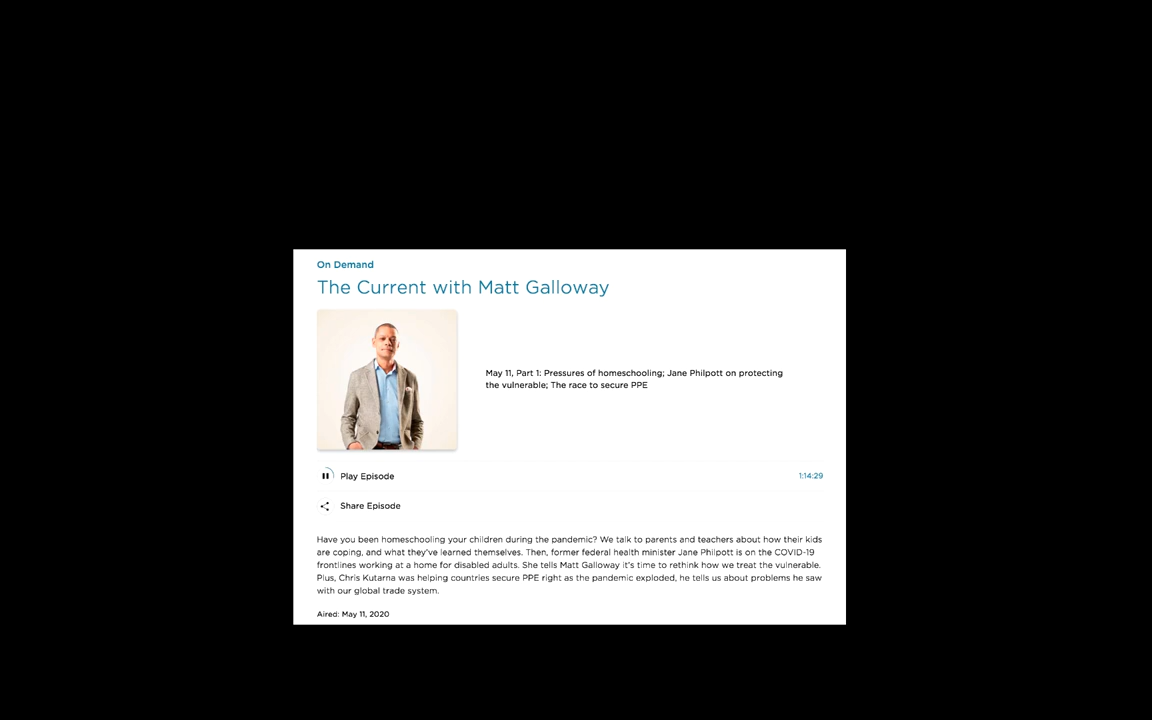 On Demand
The Current with Matt Galloway
May 11, Part 1: Pressures of homeschooling; Jane Philpott on protecting
the vulnerable; The race to secure PPE
Play Episode
1:14:29
Share Episode
Have you been homeschooling your children during the pandemic? We talk to parents and teachers about how their kids
are coping, and what they've learned themselves. Then, former federal health minister Jane Philpott is on the COVID-19
frontlines working at a home for disabled adults. She tells Matt Galloway it's time to rethink how we treat the vulnerable.
Plus, Chris Kutarna was helping countries secure PPE right as the pandemic exploded, he tells us about problems he saw
with our global trade system.
Aired: May 11, 2020